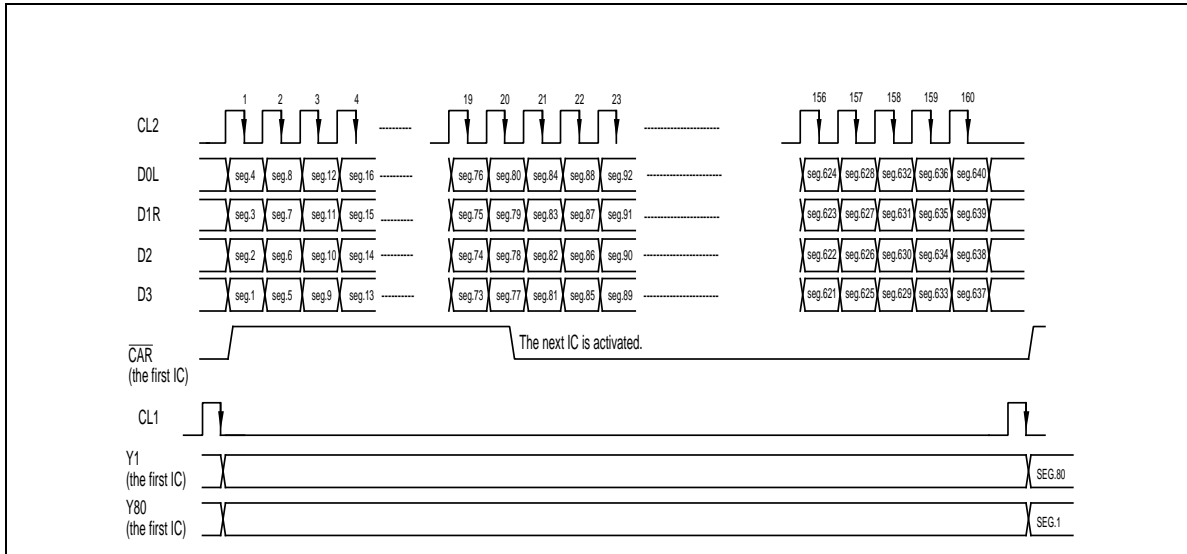 1 2 3 4 19 20 21 22 23 156 157 158 159 160
CL2
D0L seg.4 seg.8 seg.12 seg.16 seg.76 seg.80 seg.84 seg.88 seg.92 seg.624 seg.628 seg.632 seg.636 seg.640
D1R seg.3 seg.7 seg.11 seg.15 seg.75 seg.79 seg.83 seg.87 seg.91 seg.623 seg.627 seg.631 seg.635 seg.639
D2 seg.2 seg.6 seg.10 seg.14 seg.74 seg.78 seg.82 seg.86 seg.90 seg.622 seg.626 seg.630 seg.634 seg.638
D3 seg.1 seg.5 seg.9 seg.13 seg.73 seg.77 seg.81 seg.85 seg.89 seg.621 seg.625 seg.629 seg.633 seg.637
The next IC is activated.
CAR
(the first IC)
CL1
Y1
(the first IC) SEG.80
Y80
(the first IC) SEG.1